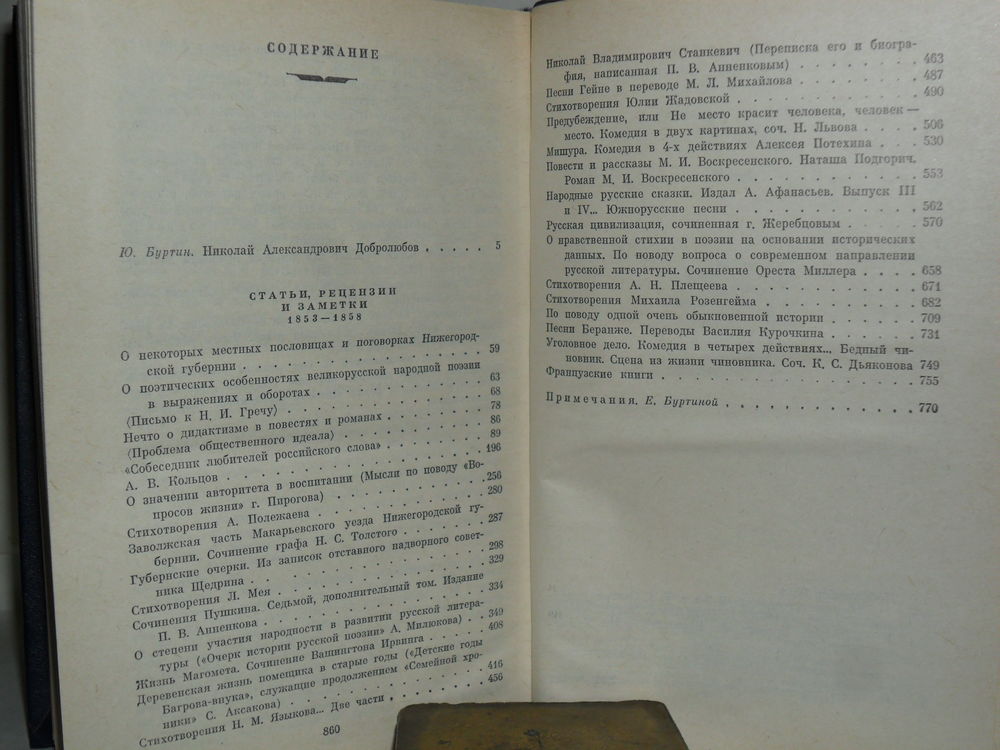 СОДЕРЖАНИЕ
Ю. Буртин. Николай Александрович Добролюбов . . . . . 5
СТАТЬИ, РЕЦЕНЗИИ
И ЗАМЕТКИ
1853—1858
О некоторых местных пословицах и поговорках Нижегород-
ской губернии . . . . . . . . . . . . 59
О поэтических особенностях великорусской народной поэзии
в выражениях и оборотах . . . . . . . . . 63
(Письмо к Н. И. Гречу) . . . . . . . . . . 68
Нечто о дидактизме в повестях и романах . . . . . 78
(Проблема общественного идеала) . . . . . . . 86
«Собеседник любителей российского слова» . . . . . 89
А. В. Кольцов . . . . . . . . . . . . 196
О значении авторитета в воспитании (Мысли по поводу «Во-
просов жизни» г. Пирогова) . . . . . . . . 256
Стихотворения А. Полежаева . . . . . . . . 280
Заволжская часть Макарьевского уезда Нижегородской гу-
бернии. Сочинение графа Н. С. Толстого . . . . . 287
Губернские очерки. Из записок отставного надворного совет-
ника Щедрина . . . . . . . . . . . . 298
Стихотворения Л. Мея . . . . . . . . . . 329
Сочинения Пушкина. Седьмой, дополнительный том. Издание
П. В. Анненкова . . . . . . . . . . . 334
О степени участия народности в развитии русской литера-
туры («Очерк истории русской поэзии» А. Милюкова) . . 349
Жизнь Магомета. Сочинение Вашингтона Ирвинга . . . 408
Деревенская жизнь помещика в старые годы («Детские годы
Багрова-внука», служащие продолжением «Семейной хро-
ники» С. Аксакова) . . . . . . . . . . 416
Стихотворения Н. М. Языкова... Две части . . . . . 456
860
Николай Владимирович Станкевич (Переписка его и биогра-
фия, написанная П. В. Анненковым) . . . . . . . 463
Песни Гейне в переводе М. Л. Михайлова . . . . . . 487
Стихотворения Юлии Жадовской . . . . . . . . 490
Предубеждение, или Не место красит человека, человек —
место. Комедия в двух картинах, соч. Н. Львова . . . . 506
Мишура. Комедия в 4-х действиях Алексея Потехина . . . 530
Повести и рассказы М. И. Воскресенского. Наташа Подгорич.
Роман М. И. Воскресенского . . . . . . . . . 553
Народные русские сказки. Издал А. Афанасьев. Выпуск III
и IV... Южнорусские песни . . . . . . . . . 562
Русская цивилизация, сочиненная г. Жеребцовым . . . . 570
О нравственной стихии в поэзии на основании исторических
данных. По поводу вопроса о современном направлении
русской литературы. Сочинение Ореста Миллера . . . . 658
Стихотворения А. Н. Плещеева . . . . . . . . 671
Стихотворения Михаила Розенгейма . . . . . . . 682
По поводу одной очень обыкновенной истории . . . . . 709
Песни Беранже. Переводы Василия Курочкина . . . . . 731
Уголовное дело. Комедия в четырех действиях... Бедный чи-
новник. Сцена из жизни чиновника. Соч. К. С. Дьяконова 749
Французские книги . . . . . . . . . . . . 755
Примечания. Е. Буртиной . . . . . . . . . . 770